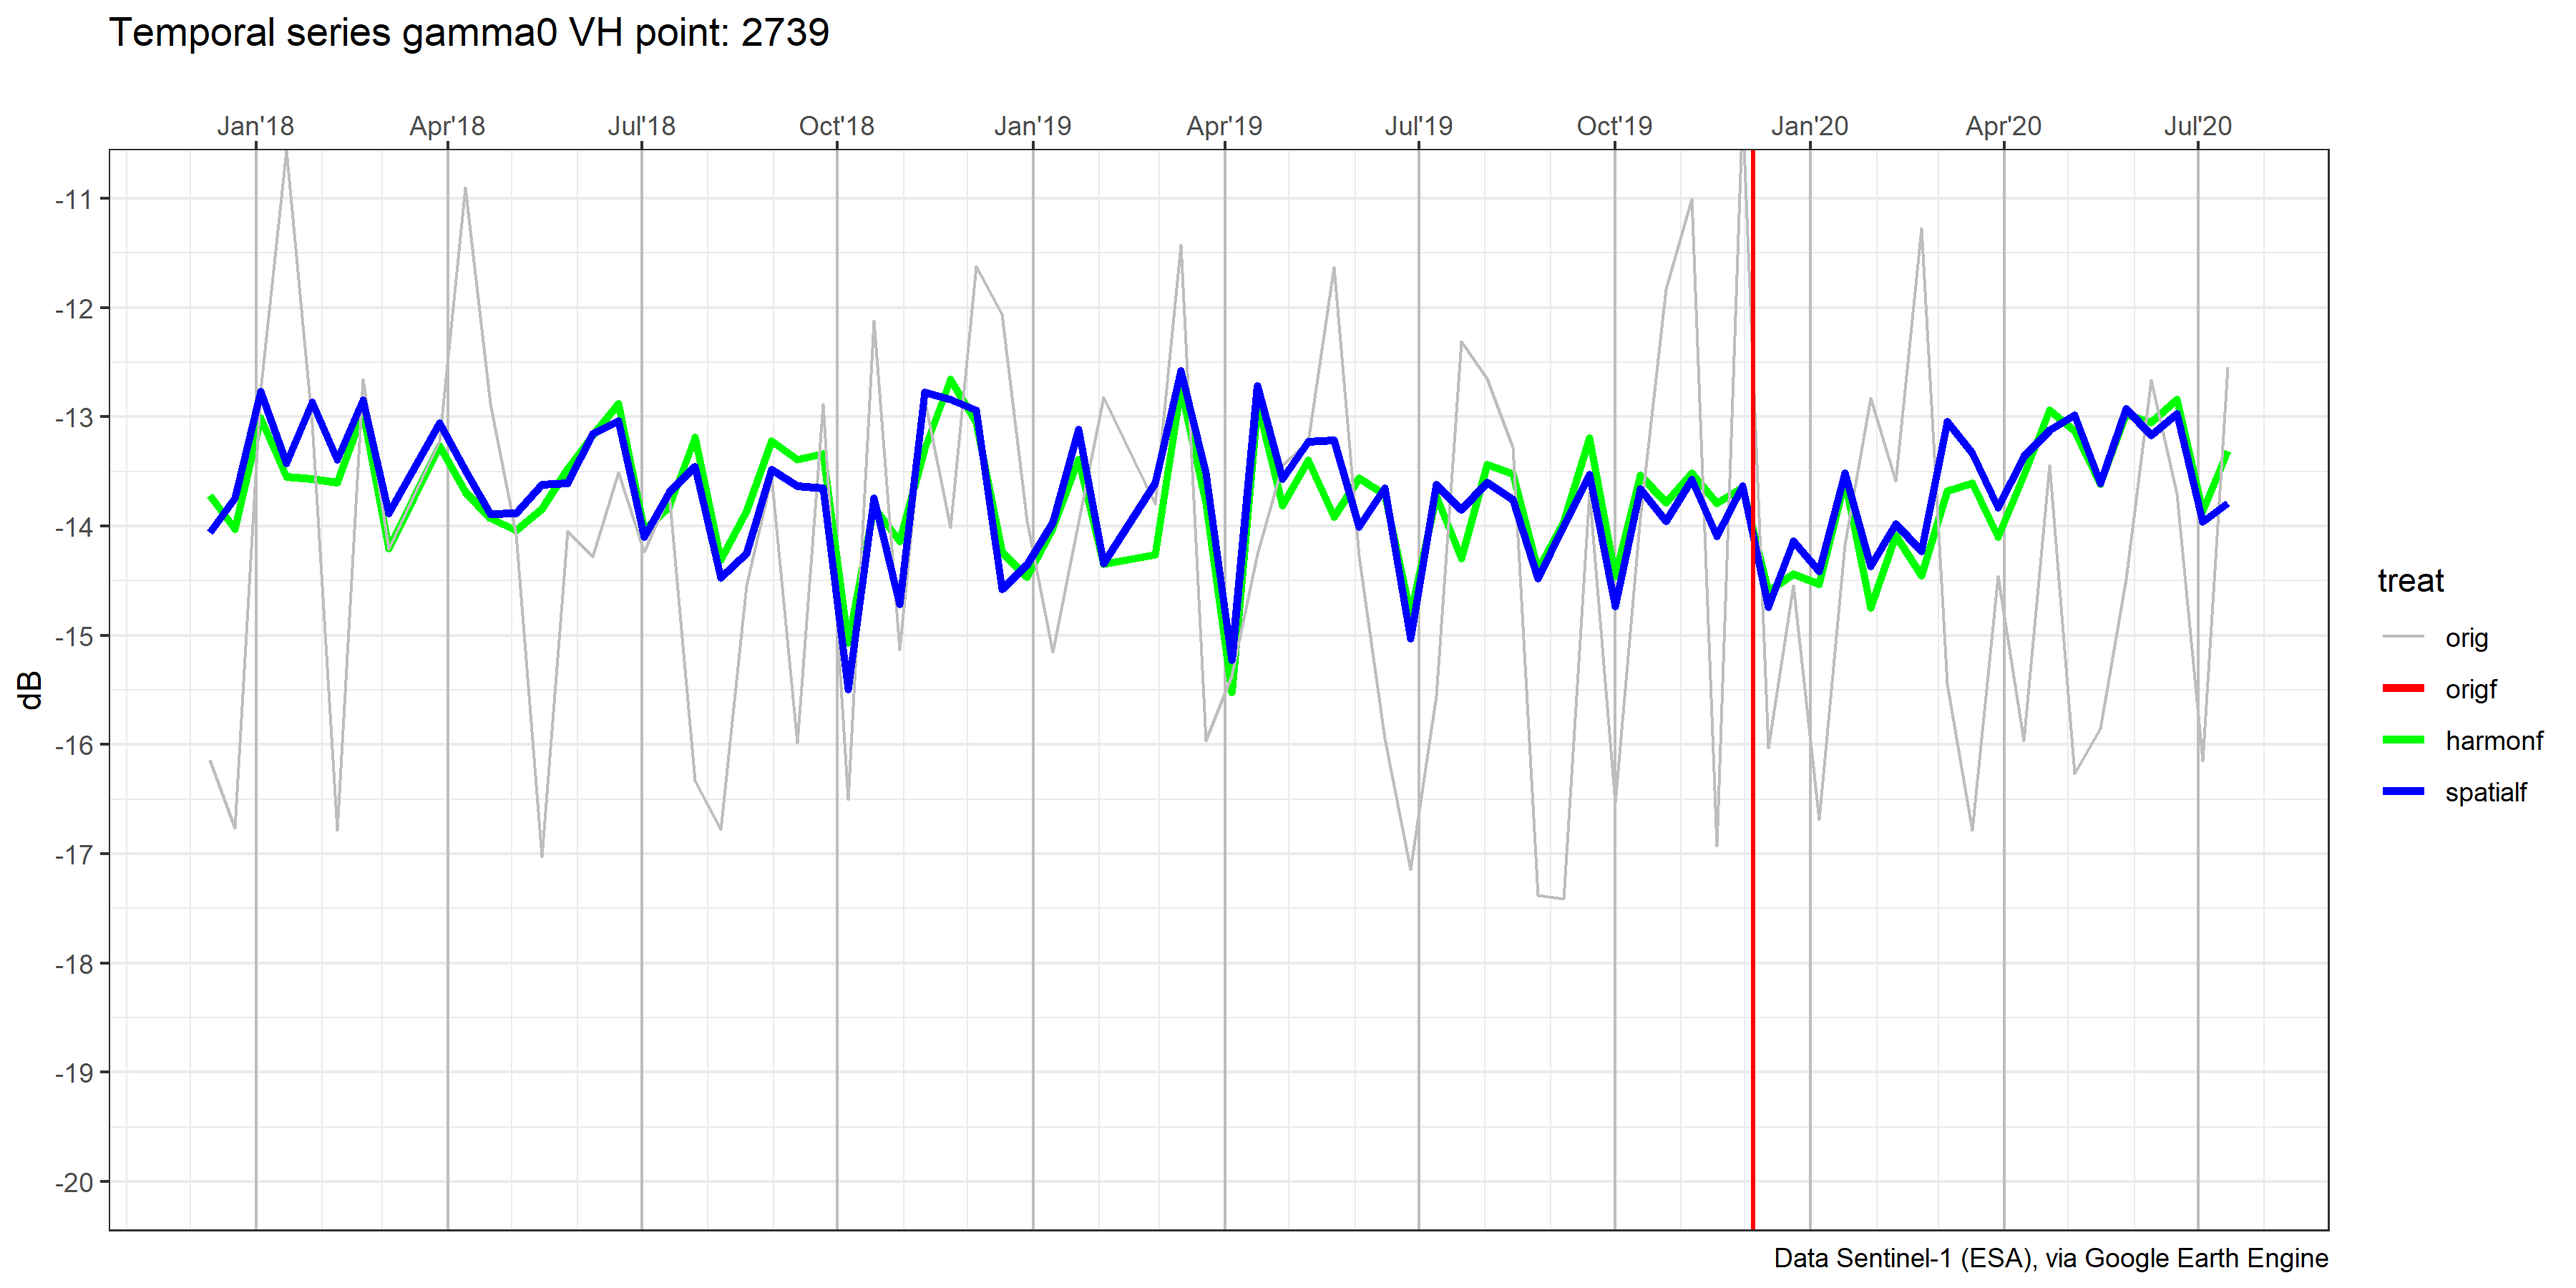 Temporal series gamma0 VH point: 2739
Jan'18 Apr'18 Jul'18 Oct'18 Jan'19 Apr'19 Jul'19 Oct'19 Jan'20 Apr'20 Jul'20
-11
-12
-13
-14
-15
-16
-17
-18
-19
-20
dB
treat
orig
origf
harmonf
spatialf
Data Sentinel-1 (ESA), via Google Earth Engine